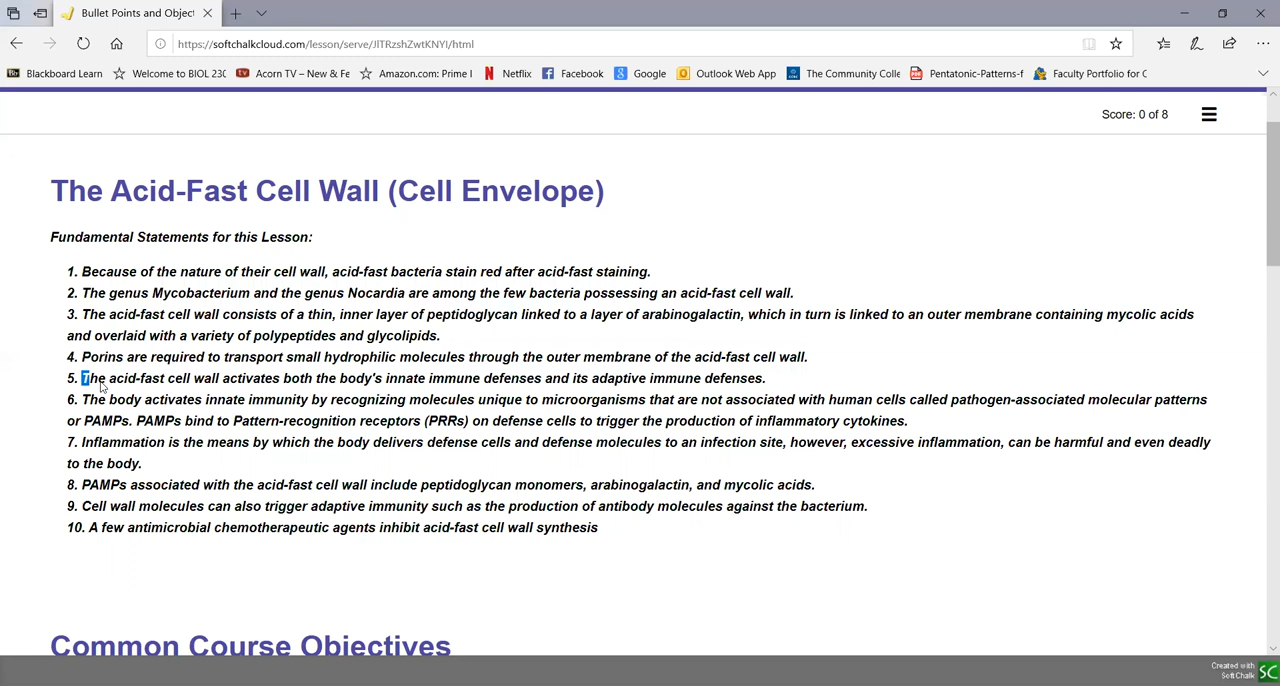 Bullet Points and Object
https://softchalkcloud.com/lesson/serve/JlTRzshZwtKNYI/html
Bb Blackboard Learn Welcome to BIOL 230 Acorn TV – New & Fe Amazon.com: Prime I Netflix Facebook Google Outlook Web App The Community Colle Pentatonic-Patterns-f Faculty Portfolio for C
Score: 0 of 8
The Acid-Fast Cell Wall (Cell Envelope)
Fundamental Statements for this Lesson:
1. Because of the nature of their cell wall, acid-fast bacteria stain red after acid-fast staining.
2. The genus Mycobacterium and the genus Nocardia are among the few bacteria possessing an acid-fast cell wall.
3. The acid-fast cell wall consists of a thin, inner layer of peptidoglycan linked to a layer of arabinogalactin, which in turn is linked to an outer membrane containing mycolic acids
and overlaid with a variety of polypeptides and glycolipids.
4. Porins are required to transport small hydrophilic molecules through the outer membrane of the acid-fast cell wall.
5. The acid-fast cell wall activates both the body's innate immune defenses and its adaptive immune defenses.
6. The body activates innate immunity by recognizing molecules unique to microorganisms that are not associated with human cells called pathogen-associated molecular patterns
or PAMPs. PAMPs bind to Pattern-recognition receptors (PRRs) on defense cells to trigger the production of inflammatory cytokines.
7. Inflammation is the means by which the body delivers defense cells and defense molecules to an infection site, however, excessive inflammation, can be harmful and even deadly
to the body.
8. PAMPs associated with the acid-fast cell wall include peptidoglycan monomers, arabinogalactin, and mycolic acids.
9. Cell wall molecules can also trigger adaptive immunity such as the production of antibody molecules against the bacterium.
10. A few antimicrobial chemotherapeutic agents inhibit acid-fast cell wall synthesis
Common Course Objectives
Created with
SoftChalk SC